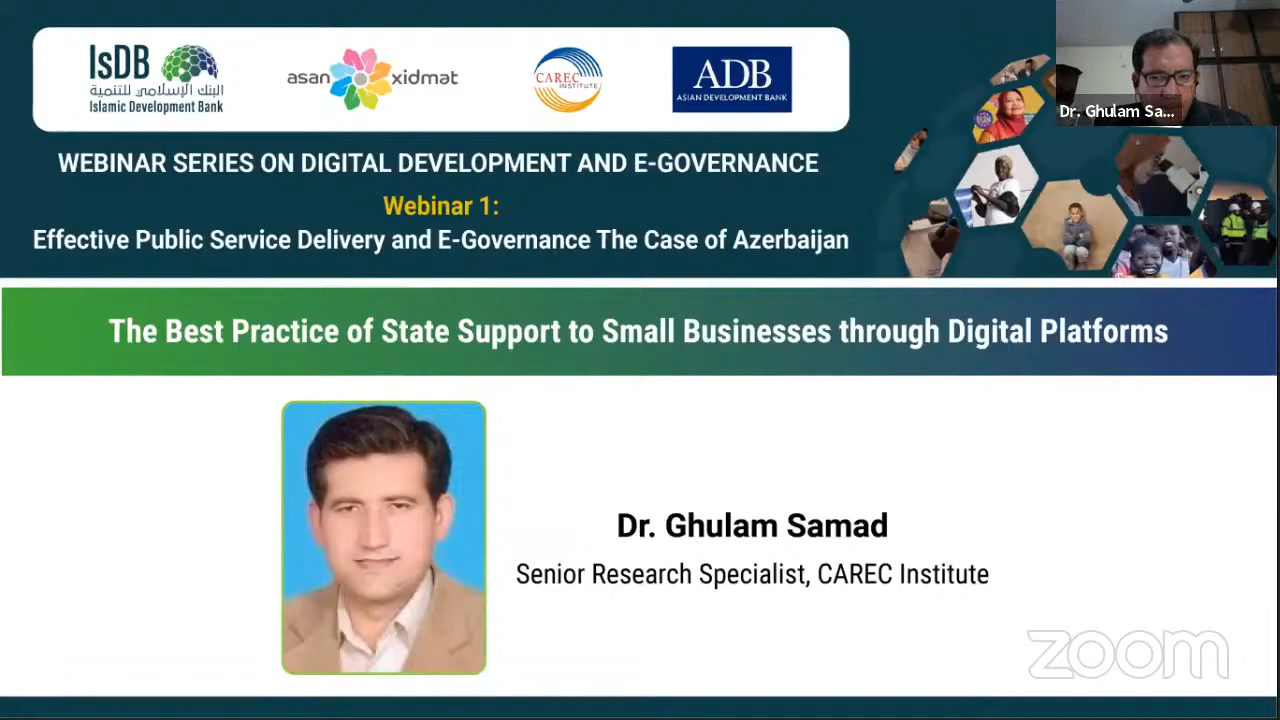 IsDB
البنك الإسلامي للتنمية
Islamic Development Bank
asan xidmat
CAREC
INSTITUTE
ADB
ASIAN DEVELOPMENT BANK
Dr. Ghulam Sa...
WEBINAR SERIES ON DIGITAL DEVELOPMENT AND E-GOVERNANCE
Webinar 1:
Effective Public Service Delivery and E-Governance The Case of Azerbaijan
The Best Practice of State Support to Small Businesses through Digital Platforms
Dr. Ghulam Samad
Senior Research Specialist, CAREC Institute
zoom